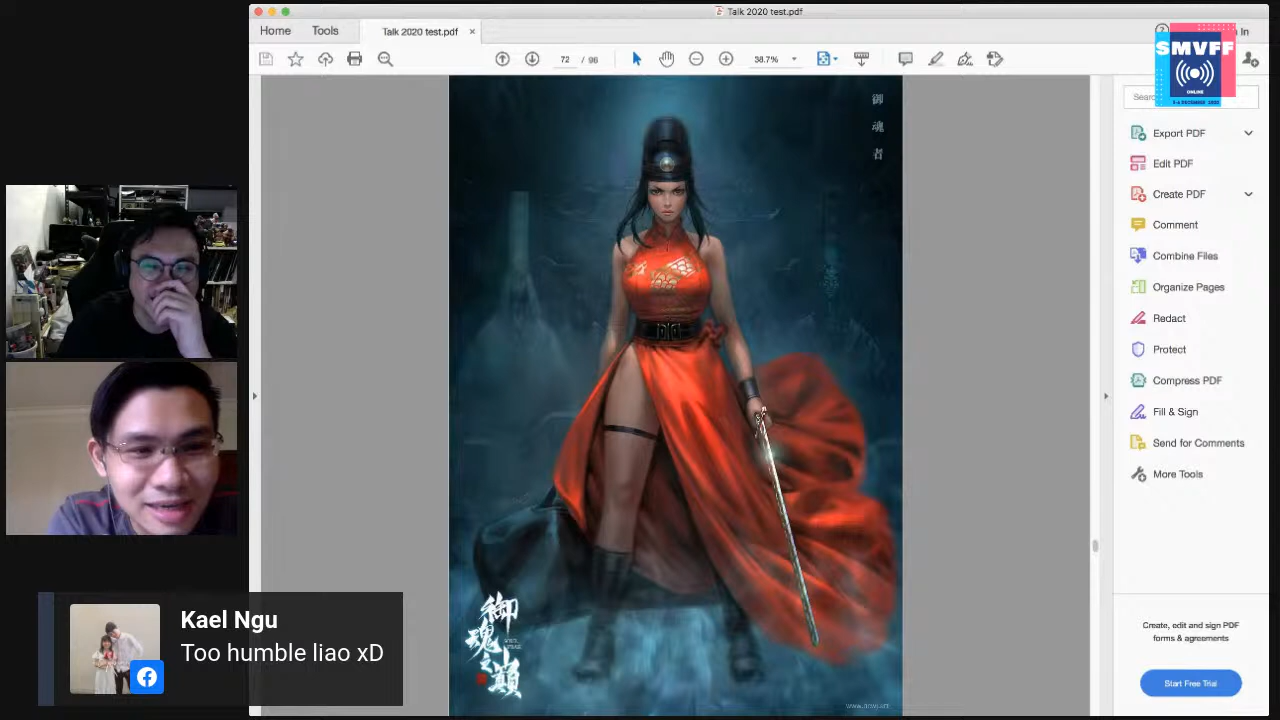 Talk 2020 test.pdf
Home
Tools
Talk 2020 test.pdf
In
72 / 96
38.7%
SMVFF
ONLINE
Export PDF
Edit PDF
Create PDF
Comment
Combine Files
Organize Pages
Redact
Protect
Compress PDF
Fill & Sign
Send for Comments
More Tools
Create, edit and sign PDF
forms & agreements
Start Free Trial
御
魂
者
御
魂
之
巔
Kael Ngu
Too humble liao xD